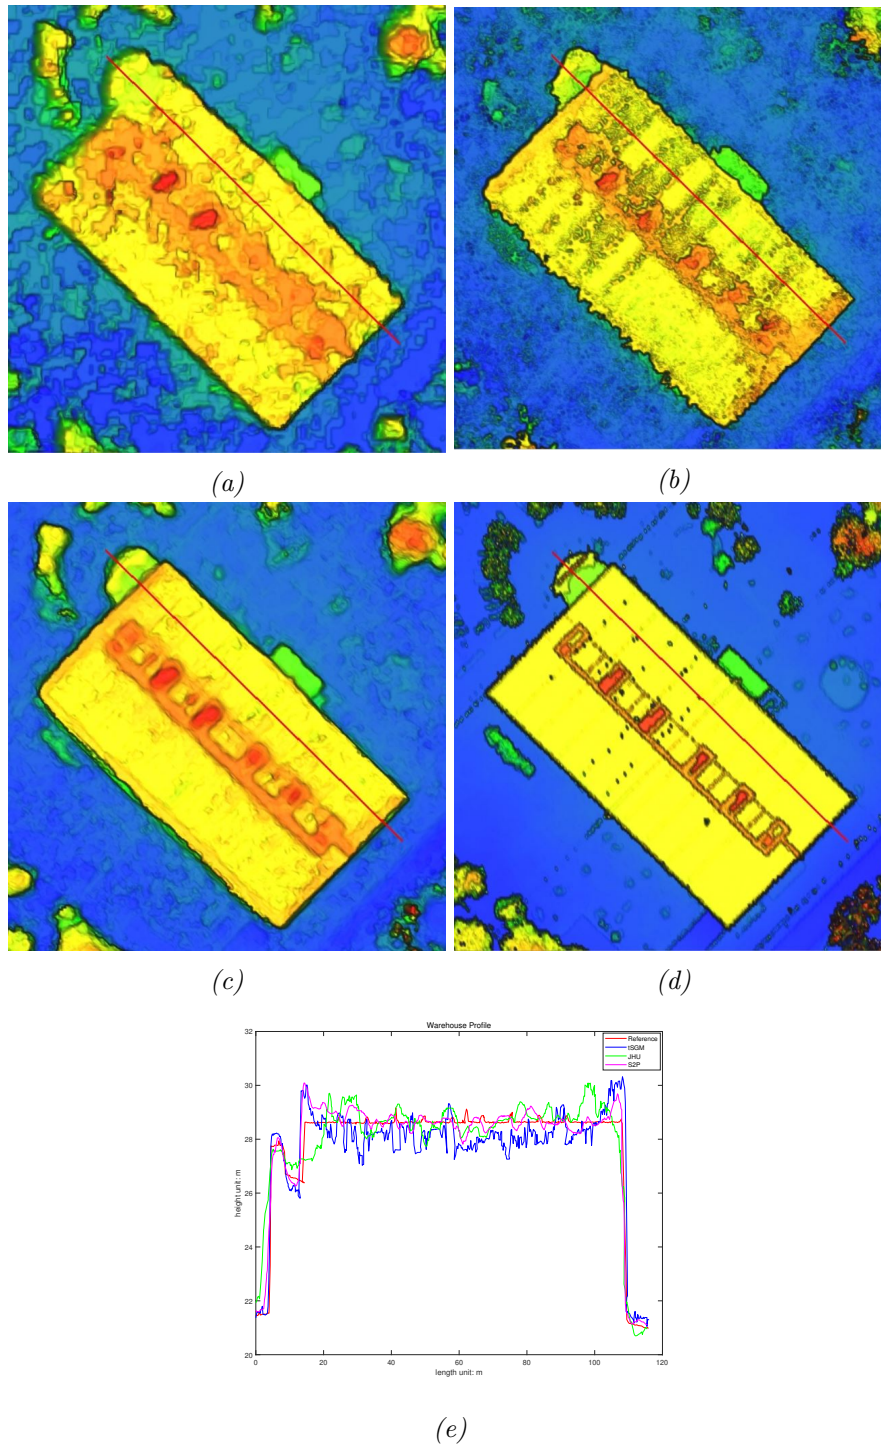 (a)
(b)
(c)
(d)
Warehouse Profile
Reference
tSGM
JHU
S2P
32
30
28
26
24
22
20
height unit: m
0
20
40
60
80
100
120
length unit: m
(e)